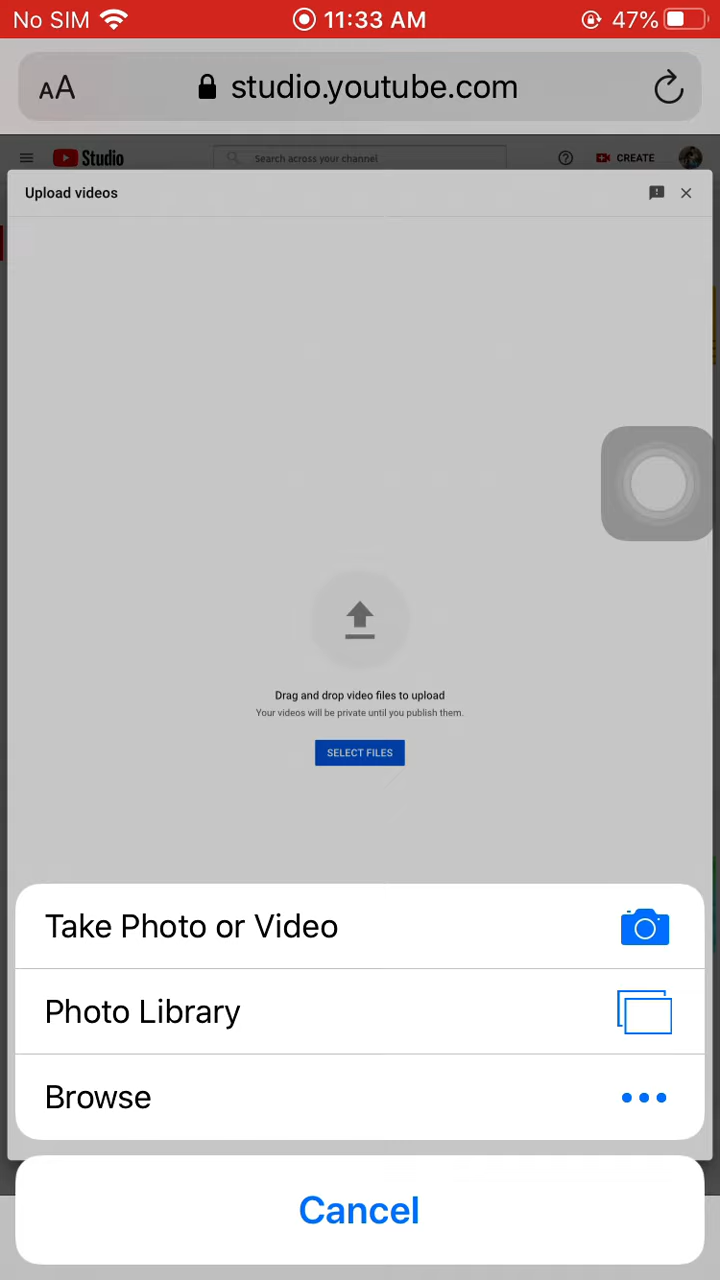 No SIM 11:33 AM 47%
AA studio.youtube.com
Studio Search across your channel CREATE
Upload videos
Drag and drop video files to upload
Your videos will be private until you publish them.
SELECT FILES
Take Photo or Video
Photo Library
Browse
Cancel